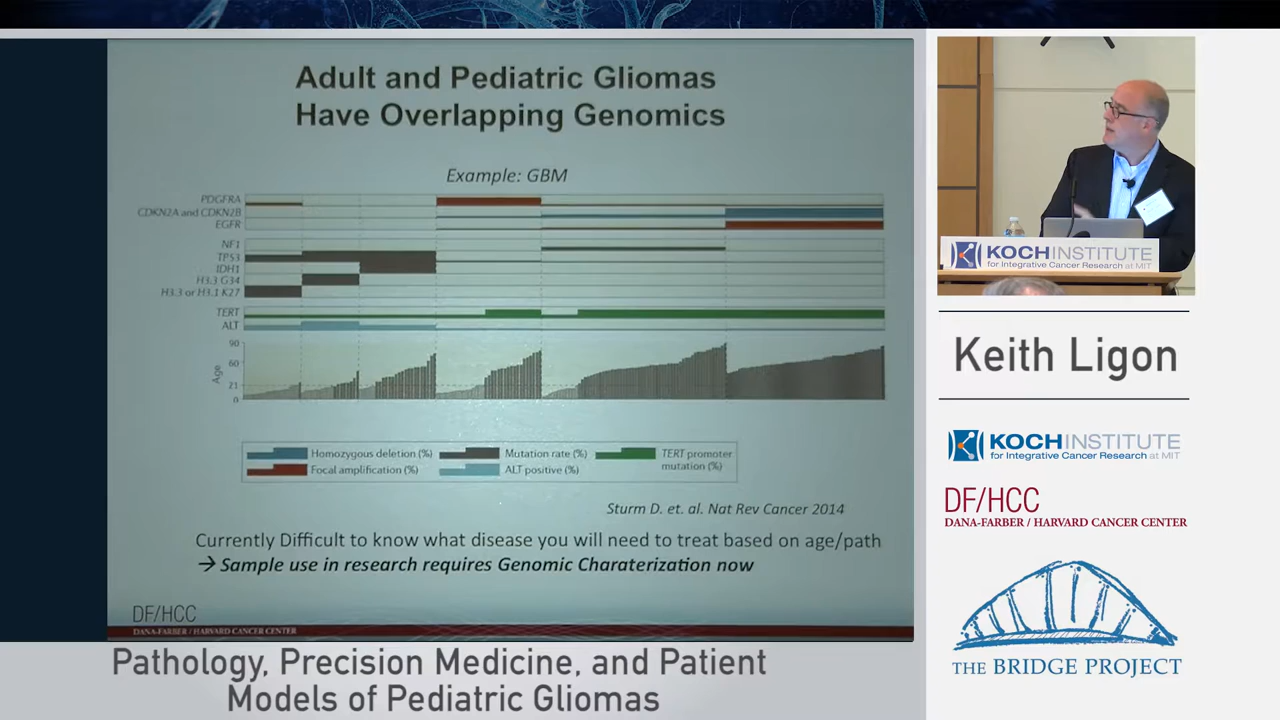 Adult and Pediatric Gliomas
Have Overlapping Genomics
Example: GBM
PDGFRA
CDKN2A and CDKN2B
EGFR
NF1
TP53
IDH1
H3.3 G34
H3.3 or H3.1 K27
TERT
ALT
90
60
21
0
Age
Homozygous deletion (%)
Mutation rate (%)
TERT promoter
mutation (%)
Focal amplification (%)
ALT positive (%)
Sturm D. et. al. Nat Rev Cancer 2014
Currently Difficult to know what disease you will need to treat based on age/path
→ Sample use in research requires Genomic Charaterization now
DF/HCC
DANA-FARBER / HARVARD CANCER CENTER
Pathology, Precision Medicine, and Patient
Models of Pediatric Gliomas
KOCH INSTITUTE
for Integrative Cancer Research at MIT
Keith Ligon
KOCH INSTITUTE
for Integrative Cancer Research at MIT
DF/HCC
DANA-FARBER / HARVARD CANCER CENTER
THE BRIDGE PROJECT